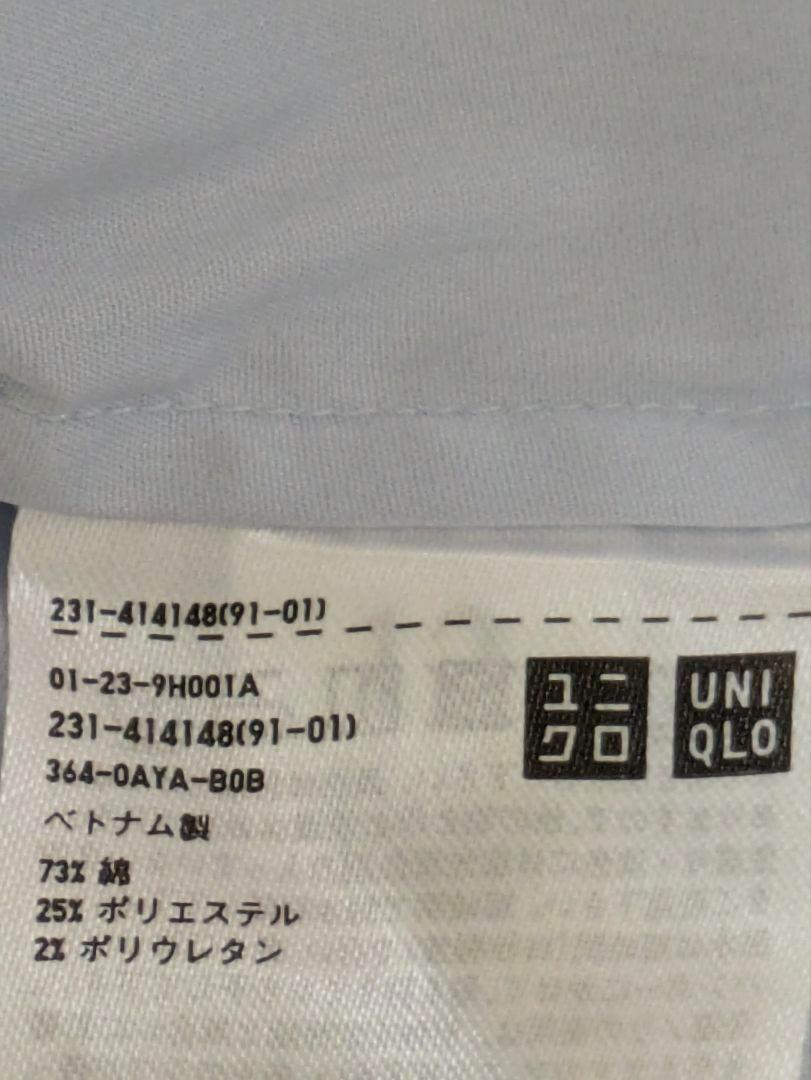 231-414148(91-01)
01-23-9H001A
231-414148(91-01)
364-0AYA-B0B
ベトナム製
73% 綿
25% ポリエステル
2% ポリウレタン
ユニ
クロ
UNI
QLO